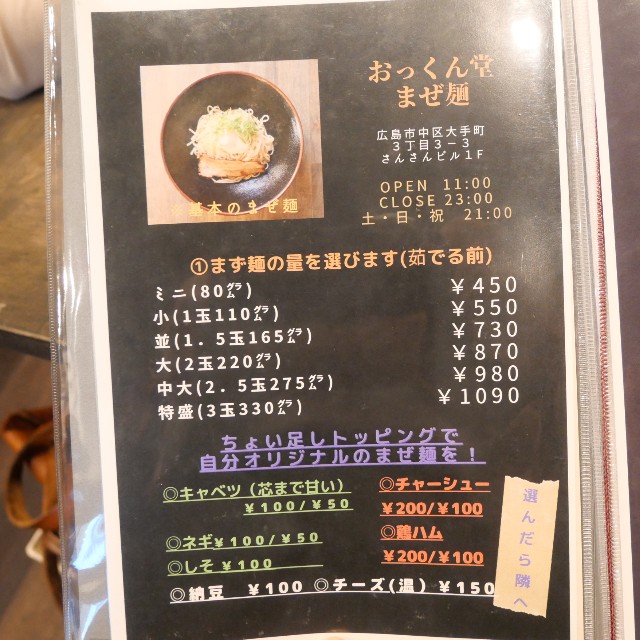 おっくん堂
まぜ麺
広島市中区大手町
3丁目3-3
さんさんビル1F
OPEN 11:00
CLOSE 23:00
土・日・祝 21:00
基本のまぜ麺
①まず麺の量を選びます(茹でる前)
ミニ(80㌘) ￥450
小(1玉110㌘) ￥550
並(1.5玉165㌘) ￥730
大(2玉220㌘) ￥870
中大(2.5玉275㌘) ￥980
特盛(3玉330㌘) ￥1090
ちょい足しトッピングで
自分オリジナルのまぜ麺を！
◎キャベツ（芯まで甘い）
￥100/￥50
◎チャーシュー
￥200/￥100
◎ネギ￥100/￥50
◎鶏ハム
￥200/￥100
◎しそ ￥100
◎納豆 ￥100 ◎チーズ(温) ￥150
選んだら隣へ